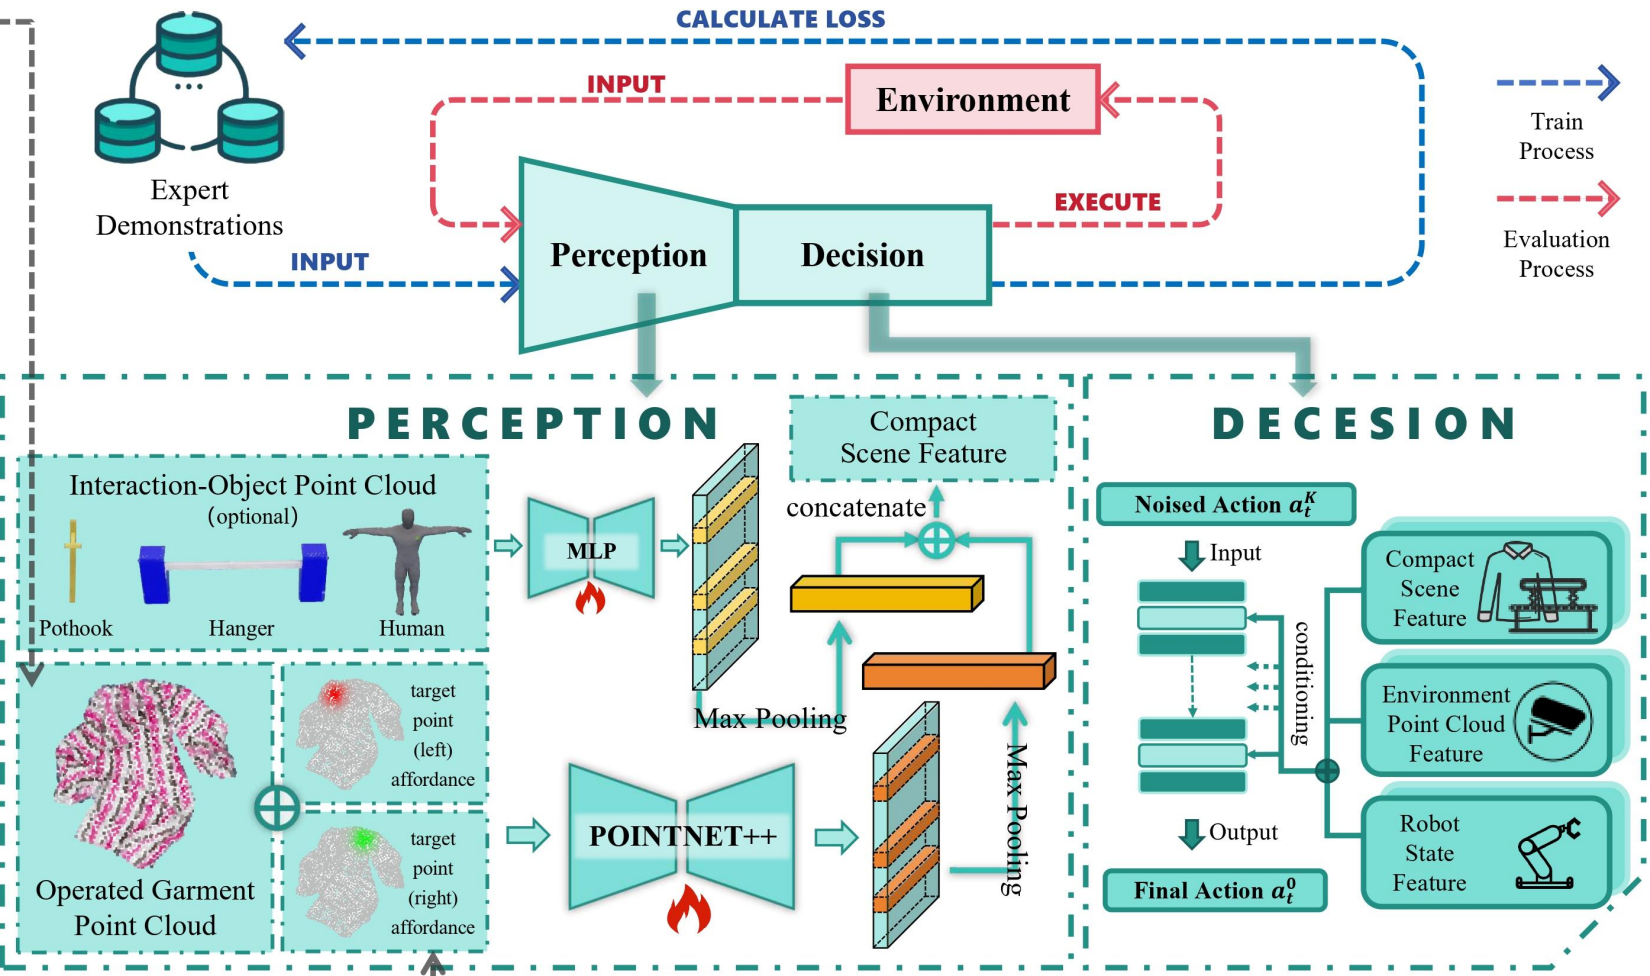 CALCULATE LOSS
INPUT
Environment
Train
Process
Expert
Demonstrations
EXECUTE
Evaluation
Process
INPUT
Perception
Decision
PERCEPTION
Interaction-Object Point Cloud
(optional)
Pothook
Hanger
Human
MLP
Max Pooling
concatenate
Compact
Scene Feature
Operated Garment
Point Cloud
target
point
(left)
affordance
target
point
(right)
affordance
POINTNET++
Max Pooling
DECESION
Noised Action $a_t^K$
Input
conditioning
Output
Final Action $a_t^0$
Compact
Scene
Feature
Environment
Point Cloud
Feature
Robot
State
Feature